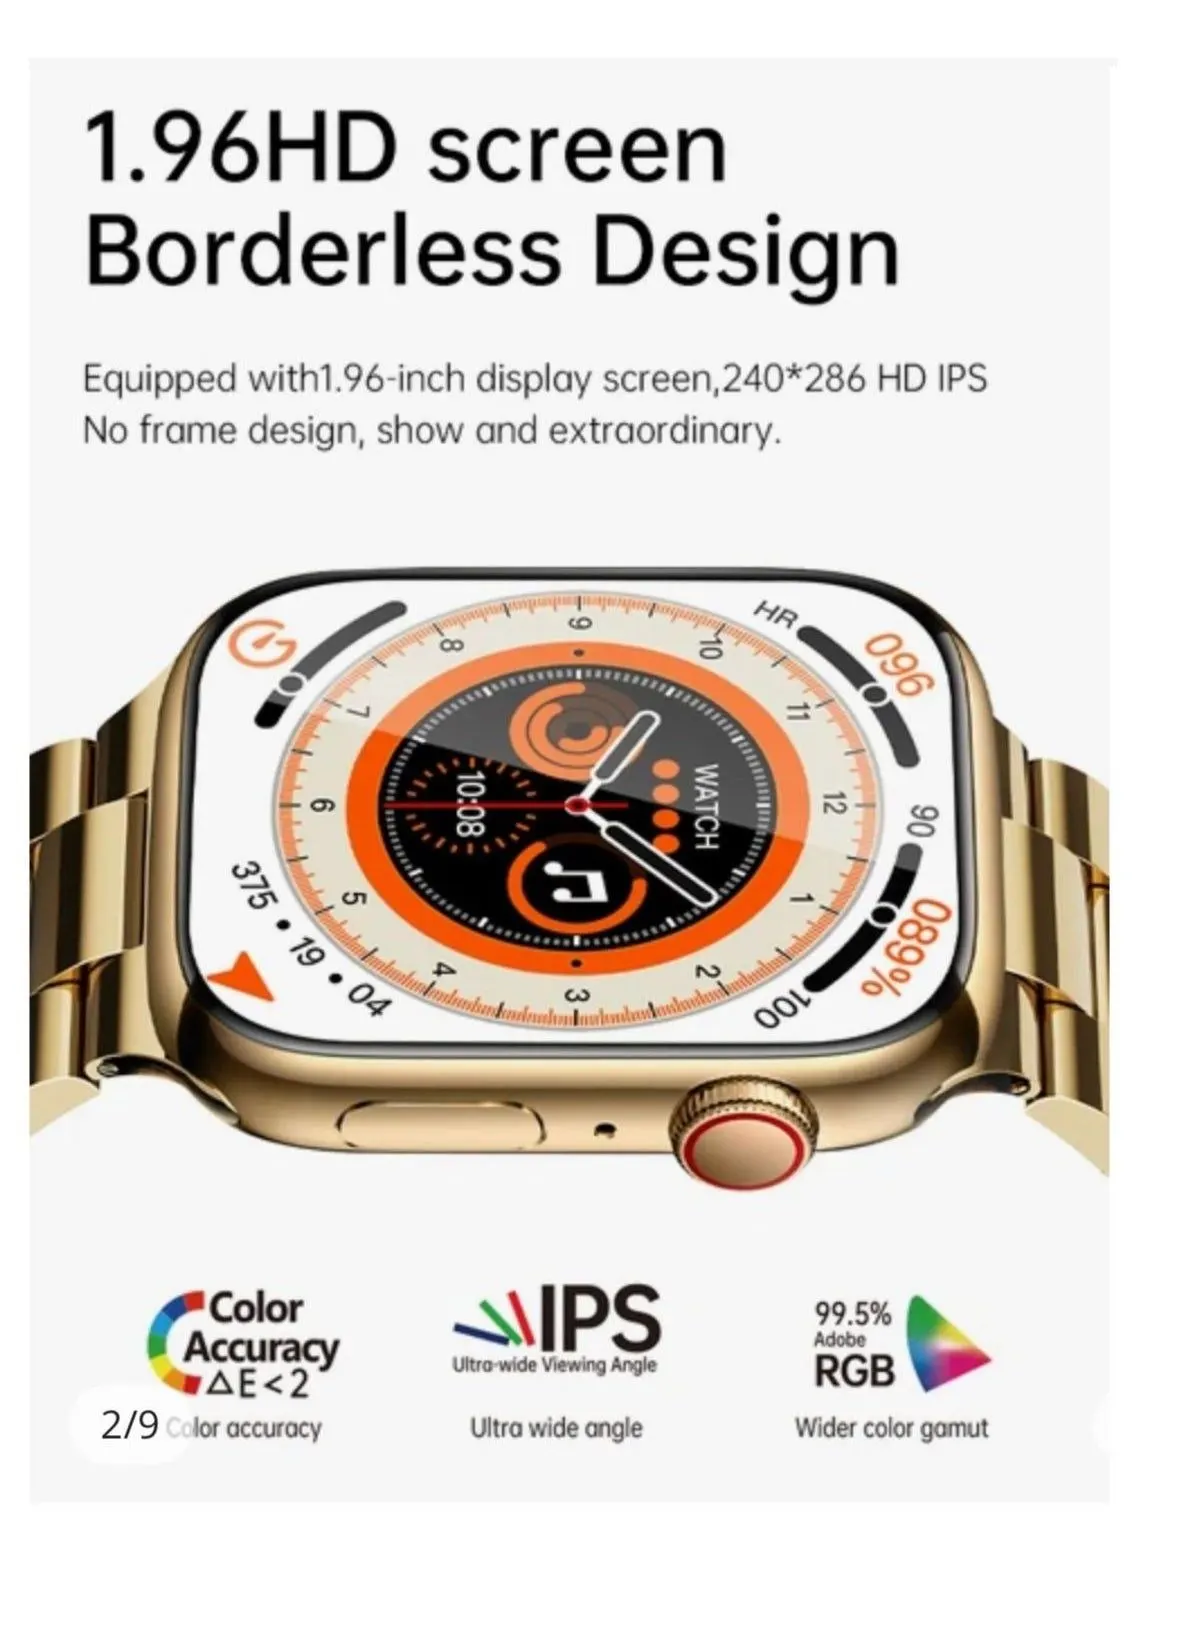 1.96HD screen
Borderless Design
Equipped with1.96-inch display screen,240*286 HD IPS
No frame design, show and extraordinary.
HR
096
90
089%
100
375 • 19 • 04
9
10
11
12
1
2
3
4
5
6
7
8
WATCH
10:08
Color
Accuracy
△E<2
Color accuracy
IPS
Ultra-wide Viewing Angle
Ultra wide angle
99.5%
Adobe
RGB
Wider color gamut
2/9